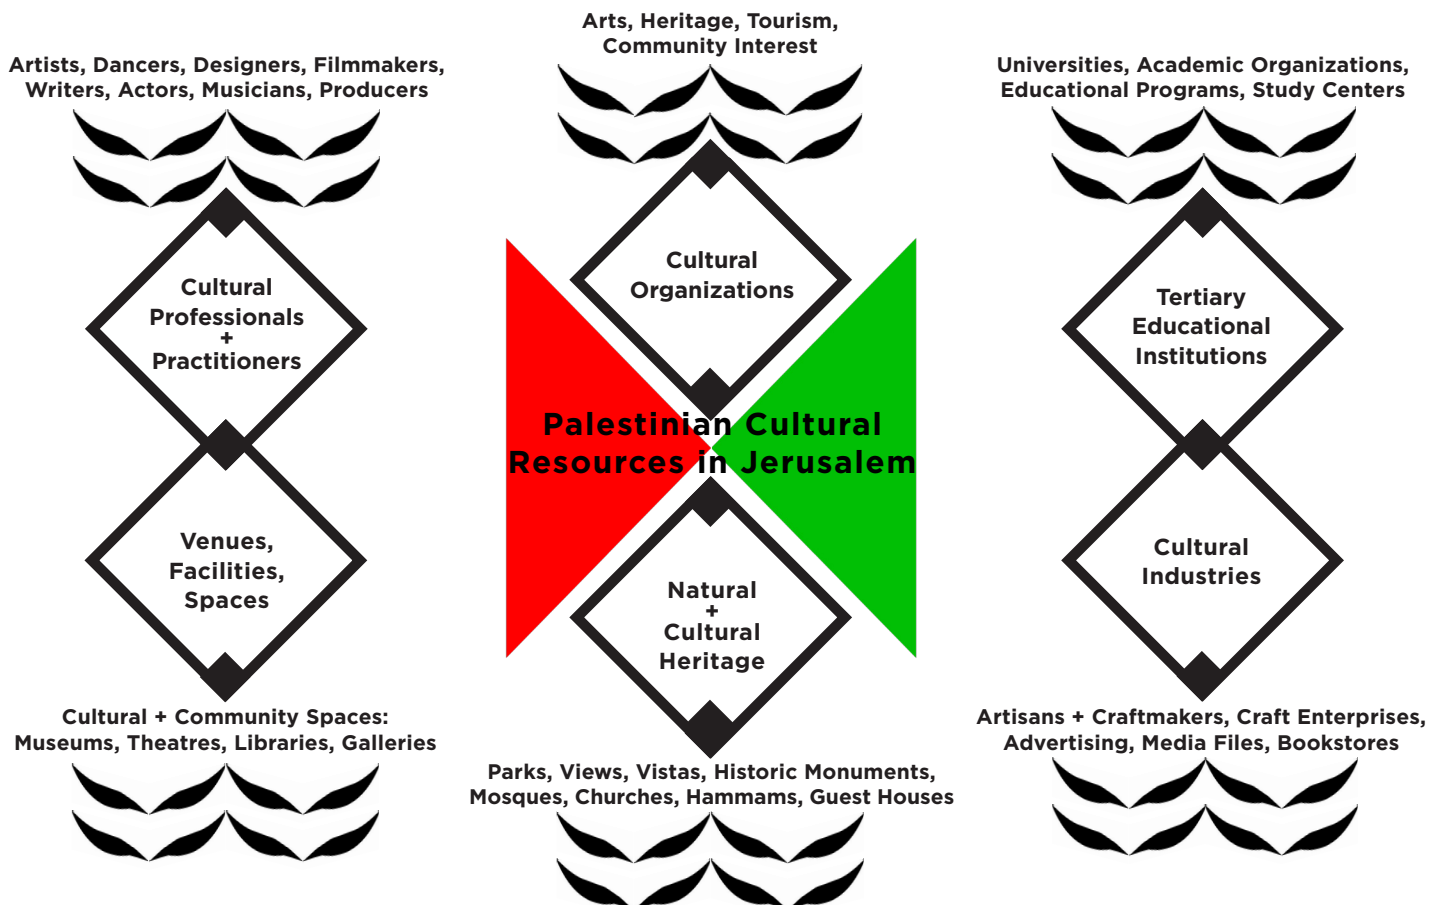 Artists, Dancers, Designers, Filmmakers,
Writers, Actors, Musicians, Producers
Cultural
Professionals
+
Practitioners
Venues,
Facilities,
Spaces
Cultural + Community Spaces:
Museums, Theatres, Libraries, Galleries
Arts, Heritage, Tourism,
Community Interest
Cultural
Organizations
Palestinian Cultural
Resources in Jerusalem
Natural
+
Cultural
Heritage
Parks, Views, Vistas, Historic Monuments,
Mosques, Churches, Hammams, Guest Houses
Universities, Academic Organizations,
Educational Programs, Study Centers
Tertiary
Educational
Institutions
Cultural
Industries
Artisans + Craftmakers, Craft Enterprises,
Advertising, Media Files, Bookstores